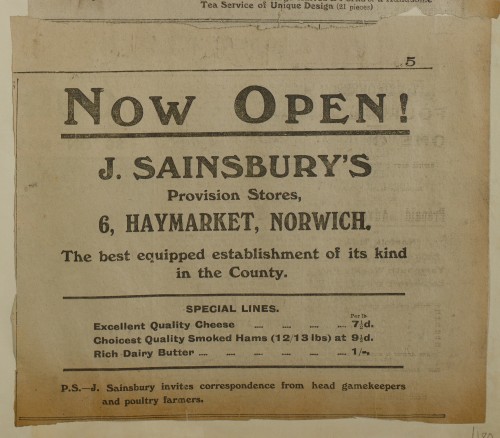 Tea Service of Unique Design (21 pieces)
5
NOW OPEN!
J. SAINSBURY'S
Provision Stores,
6, HAYMARKET, NORWICH.
The best equipped establishment of its kind
in the County.
SPECIAL LINES.
Per lb
Excellent Quality Cheese .... .... .... 7½d.
Choicest Quality Smoked Hams (12/13 lbs) at 9½d.
Rich Dairy Butter .... .... .... .... .... 1/-.
P.S.—J. Sainsbury invites correspondence from head gamekeepers
and poultry farmers.